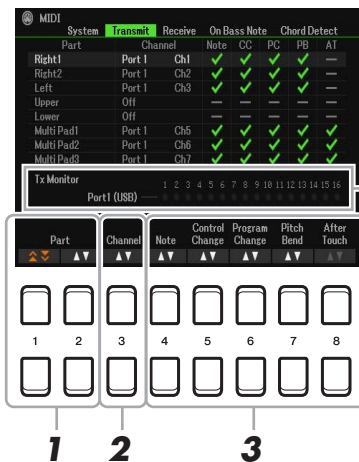 MIDI
System Transmit Receive On Bass Note Chord Detect
Part Channel Note CC PC PB AT
Right1 Port 1 Ch1 ✓ ✓ ✓ ✓ —
Right2 Port 1 Ch2 ✓ ✓ ✓ ✓ —
Left Port 1 Ch3 ✓ ✓ ✓ ✓ —
Upper Off — — — — —
Lower Off — — — — —
Multi Pad1 Port 1 Ch5 ✓ ✓ ✓ ✓ ✓
Multi Pad2 Port 1 Ch6 ✓ ✓ ✓ ✓ ✓
Multi Pad3 Port 1 Ch7 ✓ ✓ ✓ ✓ ✓
Tx Monitor
1 2 3 4 5 6 7 8 9 10 11 12 13 14 15 16
Port1 (USB)
Part Channel Note Control Change Program Change Pitch Bend After Touch
1 2 3 4 5 6 7 8
1 2 3